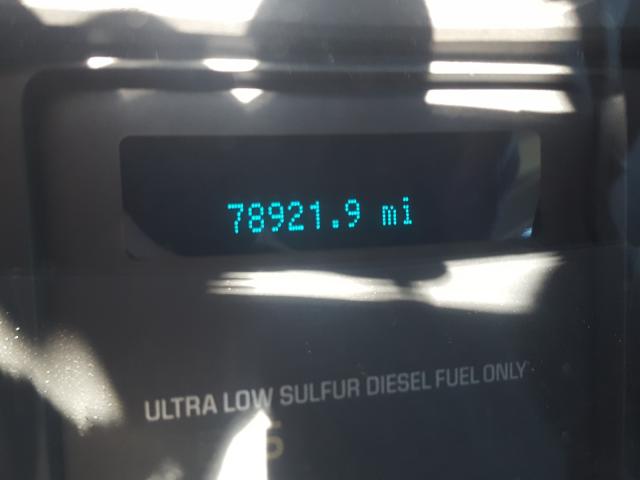 78921.9 mi
ULTRA LOW SULFUR DIESEL FUEL ONLY